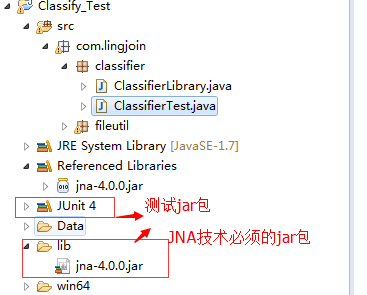 Classify_Test
src
com.lingjoin
classifier
ClassifierLibrary.java
ClassifierTest.java
fileutil
JRE System Library [JavaSE-1.7]
Referenced Libraries
jna-4.0.0.jar
JUnit 4
测试jar包
Data
JNA技术必须的jar包
lib
jna-4.0.0.jar
win64